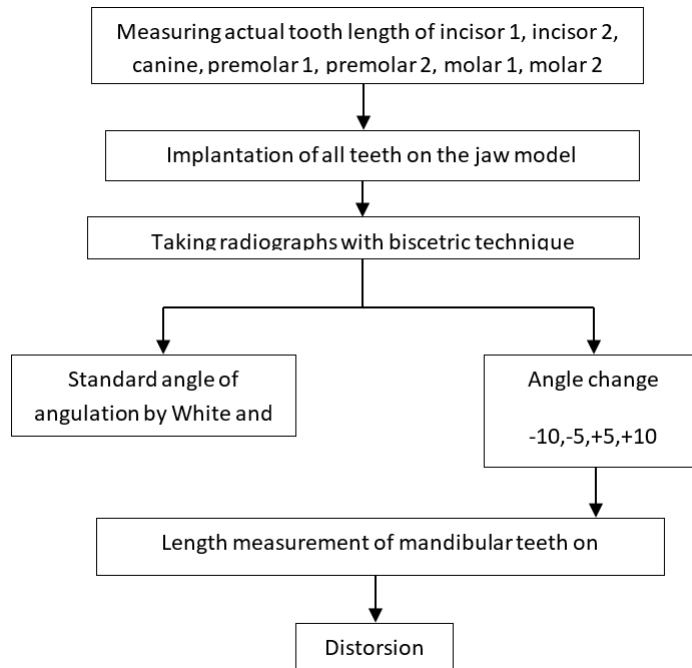 Measuring actual tooth length of incisor 1, incisor 2,
canine, premolar 1, premolar 2, molar 1, molar 2
Implantation of all teeth on the jaw model
Taking radiographs with biscetric technique
Standard angle of
angulation by White and
Angle change
-10,-5,+5,+10
Length measurement of mandibular teeth on
Distorsion